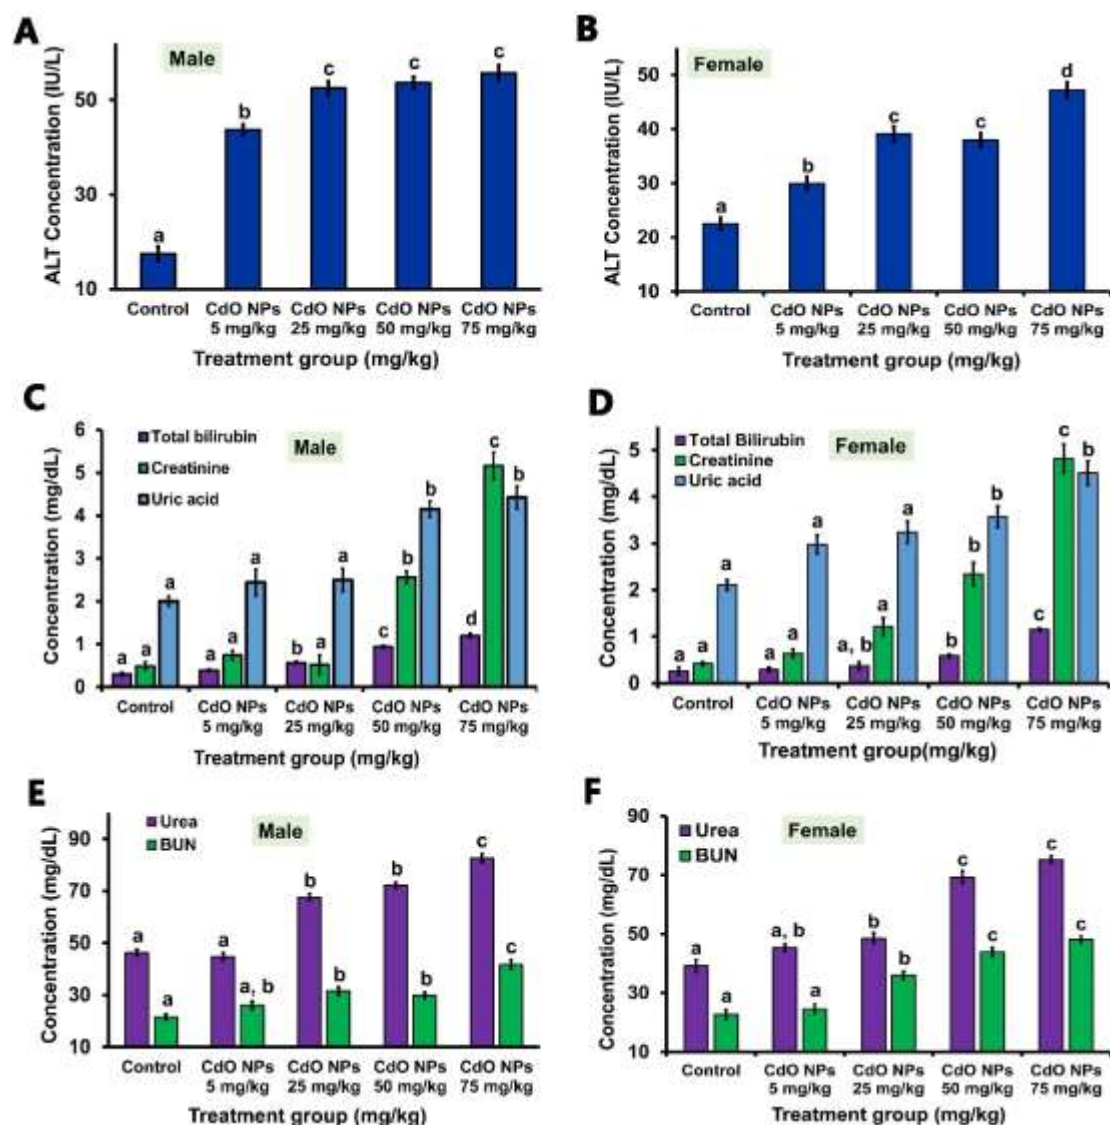 A
Male
ALT Concentration (IU/L)
50
30
10
a
b
c
c
c
Control
CdO NPs 5 mg/kg
CdO NPs 25 mg/kg
CdO NPs 50 mg/kg
CdO NPs 75 mg/kg
Treatment group (mg/kg)
B
Female
ALT Concentration (IU/L)
50
40
30
20
10
a
b
c
c
d
Control
CdO NPs 5 mg/kg
CdO NPs 25 mg/kg
CdO NPs 50 mg/kg
CdO NPs 75 mg/kg
Treatment group (mg/kg)
C
Male
Total bilirubin
Creatinine
Uric acid
Concentration (mg/dL)
6
5
4
3
2
1
0
a a a
a a a
b a a
c b b
d c b
Control
CdO NPs 5 mg/kg
CdO NPs 25 mg/kg
CdO NPs 50 mg/kg
CdO NPs 75 mg/kg
Treatment group (mg/kg)
D
Female
Total Bilirubin
Creatinine
Uric acid
Concentration (mg/dL)
5
4
3
2
1
0
a a a
a a a
a, b a a
b b b
c c b
Control
CdO NPs 5 mg/kg
CdO NPs 25 mg/kg
CdO NPs 50 mg/kg
CdO NPs 75 mg/kg
Treatment group(mg/kg)
E
Male
Urea
BUN
Concentration (mg/dL)
90
70
50
30
10
a a
a a, b
b b
b b
c c
Control
CdO NPs 5 mg/kg
CdO NPs 25 mg/kg
CdO NPs 50 mg/kg
CdO NPs 75 mg/kg
Treatment group (mg/kg)
F
Female
Urea
BUN
Concentration (mg/dL)
90
70
50
30
10
a a
a, b a
b b
c c
c c
Control
CdO NPs 5 mg/kg
CdO NPs 25 mg/kg
CdO NPs 50 mg/kg
CdO NPs 75 mg/kg
Treatment group (mg/kg)